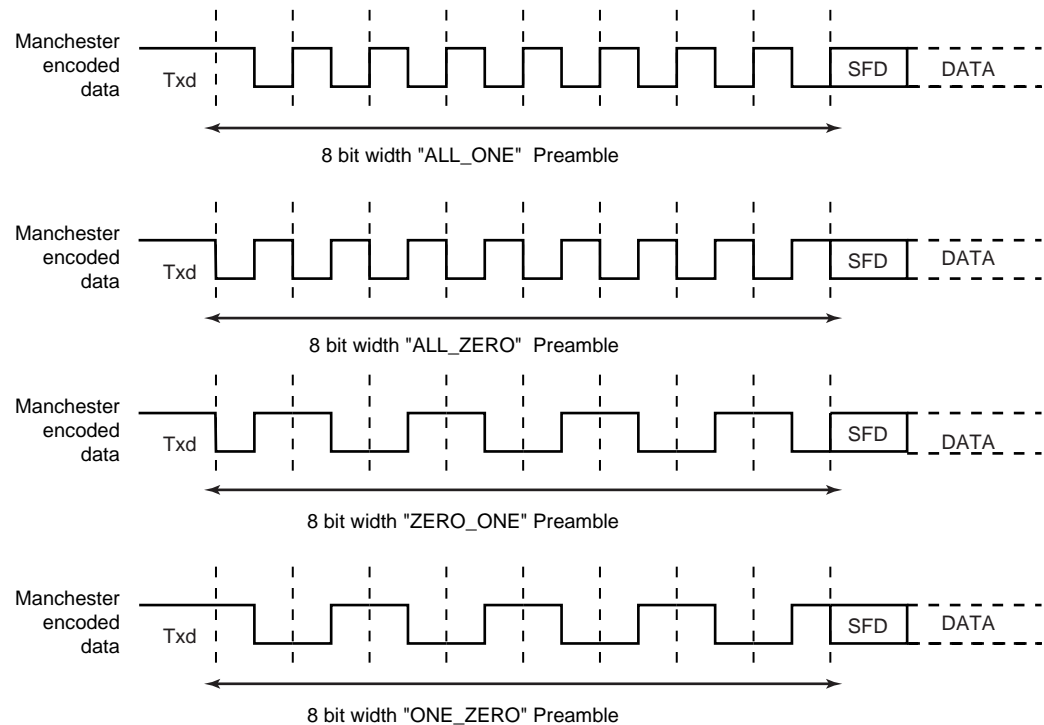 Manchester
encoded
data
Txd
SFD
DATA
8 bit width "ALL_ONE" Preamble
Manchester
encoded
data
Txd
SFD
DATA
8 bit width "ALL_ZERO" Preamble
Manchester
encoded
data
Txd
SFD
DATA
8 bit width "ZERO_ONE" Preamble
Manchester
encoded
data
Txd
SFD
DATA
8 bit width "ONE_ZERO" Preamble